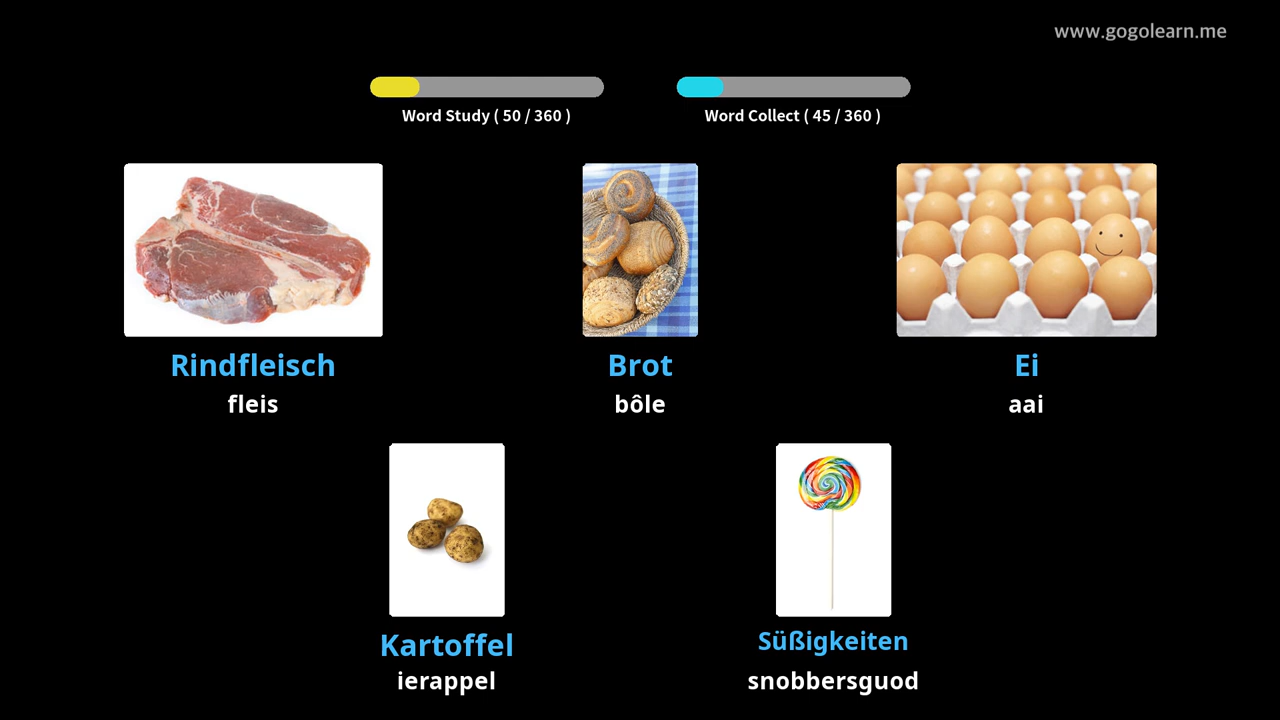 www.gogolearn.me
Word Study ( 50 / 360 )
Word Collect ( 45 / 360 )
Rindfleisch
fleis
Brot
bôle
Ei
aai
Kartoffel
ierappel
Süßigkeiten
snobbersguod